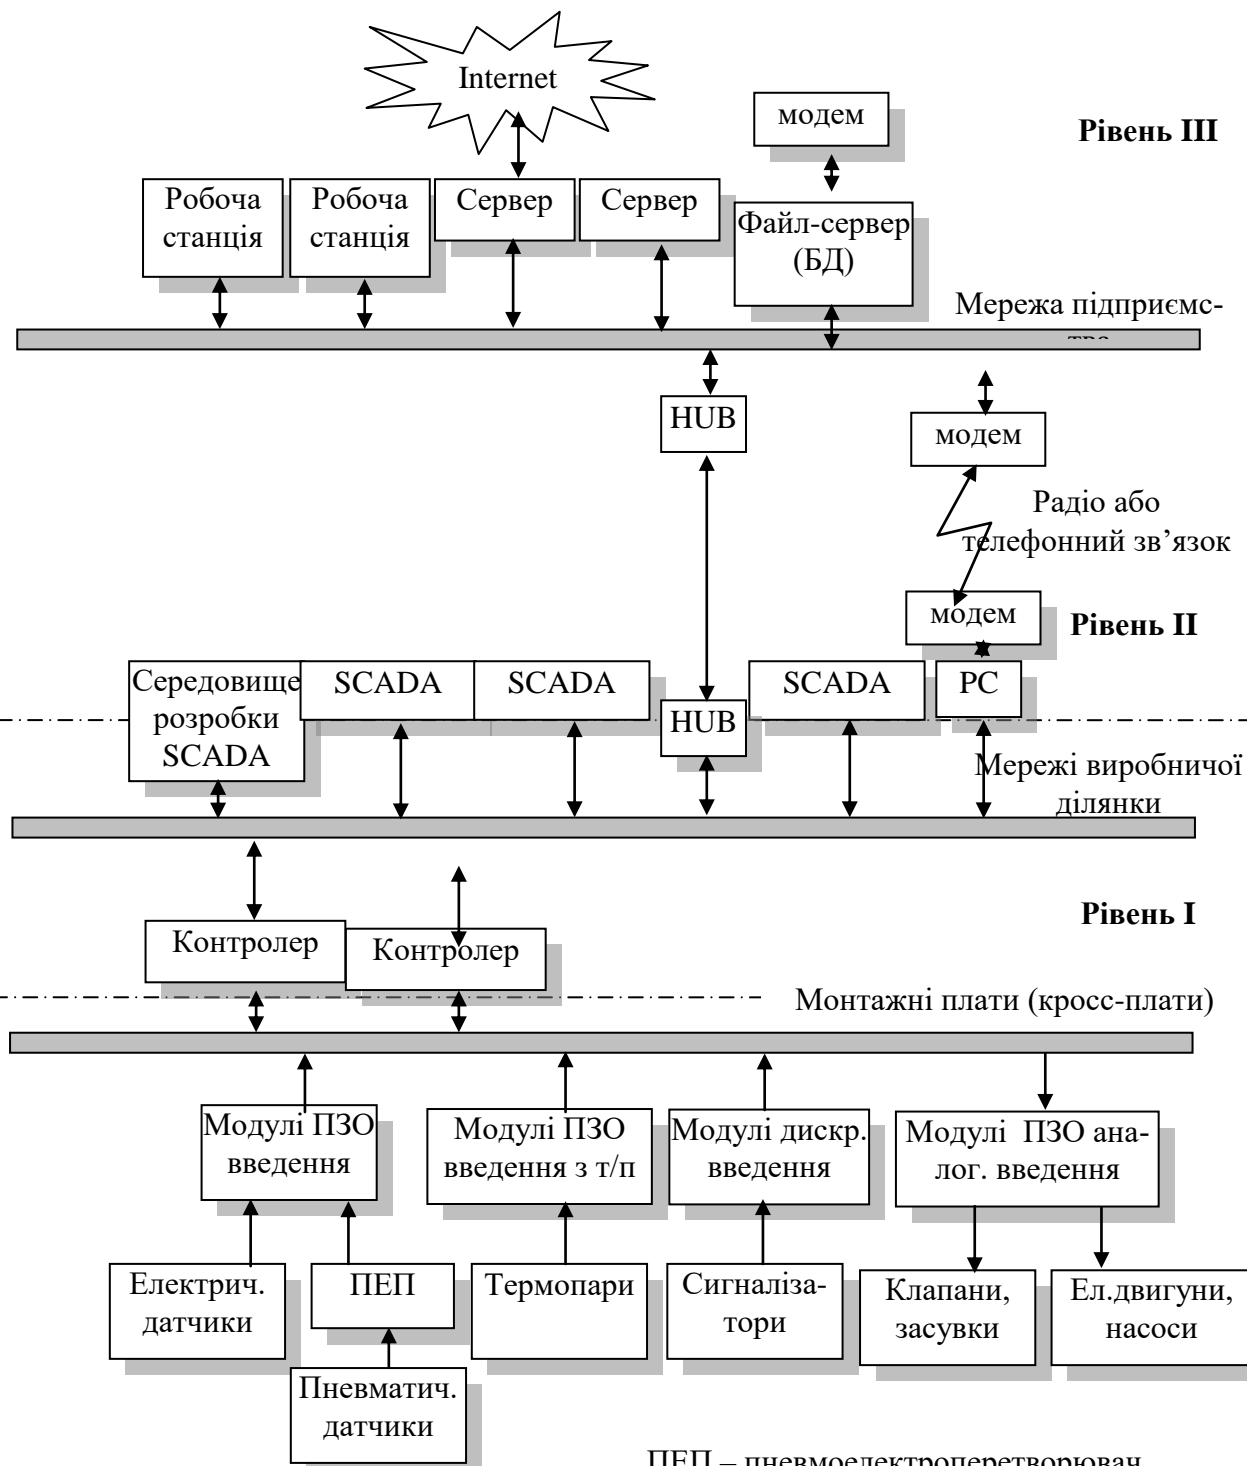 Internet
модем
Рівень III
Робоча
станція
Робоча
станція
Сервер
Сервер
Файл-сервер
(БД)
Мережа підприємс-
тва
HUB
модем
Радіо або
телефонний зв’язок
модем
Рівень II
Середовище
розробки
SCADA
SCADA
SCADA
HUB
SCADA
PC
Мережі виробничої
ділянки
Рівень I
Контролер
Контролер
Монтажні плати (кросс-плати)
Модулі ПЗО
введення
Модулі ПЗО
введення з т/п
Модулі дискр.
введення
Модулі ПЗО ана-
лог. введення
Електрич.
датчики
ПЕП
Термопари
Сигналіза-
тори
Клапани,
засувки
Ел.двигуни,
насоси
Пневматич.
датчики
ПЕП – пневмоелектроперетворювач